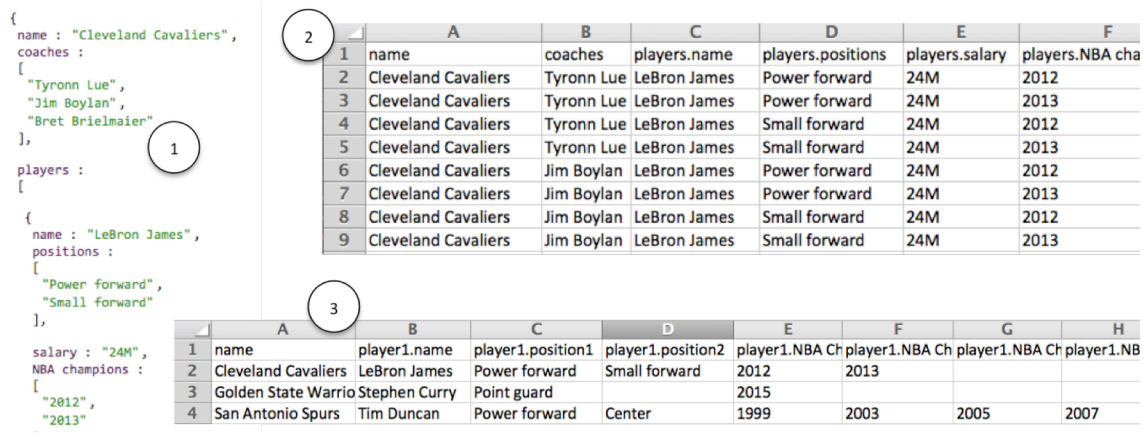 {
name : "Cleveland Cavaliers",
coaches :
[
"Tyronn Lue",
"Jim Boylan",
"Bret Brielmaier"
],
players :
[
{
name : "LeBron James",
positions :
[
"Power forward",
"Small forward"
],
salary : "24M",
NBA champions :
[
"2012",
"2013"
1
2
A B C D E F
1 name coaches players.name players.positions players.salary players.NBA cha
2 Cleveland Cavaliers Tyronn Lue LeBron James Power forward 24M 2012
3 Cleveland Cavaliers Tyronn Lue LeBron James Power forward 24M 2013
4 Cleveland Cavaliers Tyronn Lue LeBron James Small forward 24M 2012
5 Cleveland Cavaliers Tyronn Lue LeBron James Small forward 24M 2013
6 Cleveland Cavaliers Jim Boylan LeBron James Power forward 24M 2012
7 Cleveland Cavaliers Jim Boylan LeBron James Power forward 24M 2013
8 Cleveland Cavaliers Jim Boylan LeBron James Small forward 24M 2012
9 Cleveland Cavaliers Jim Boylan LeBron James Small forward 24M 2013
3
A B C D E F G H
1 name player1.name player1.position1 player1.position2 player1.NBA Ch player1.NBA Ch player1.NBA Ch player1.NB
2 Cleveland Cavaliers LeBron James Power forward Small forward 2012 2013
3 Golden State Warrio Stephen Curry Point guard 2015
4 San Antonio Spurs Tim Duncan Power forward Center 1999 2003 2005 2007